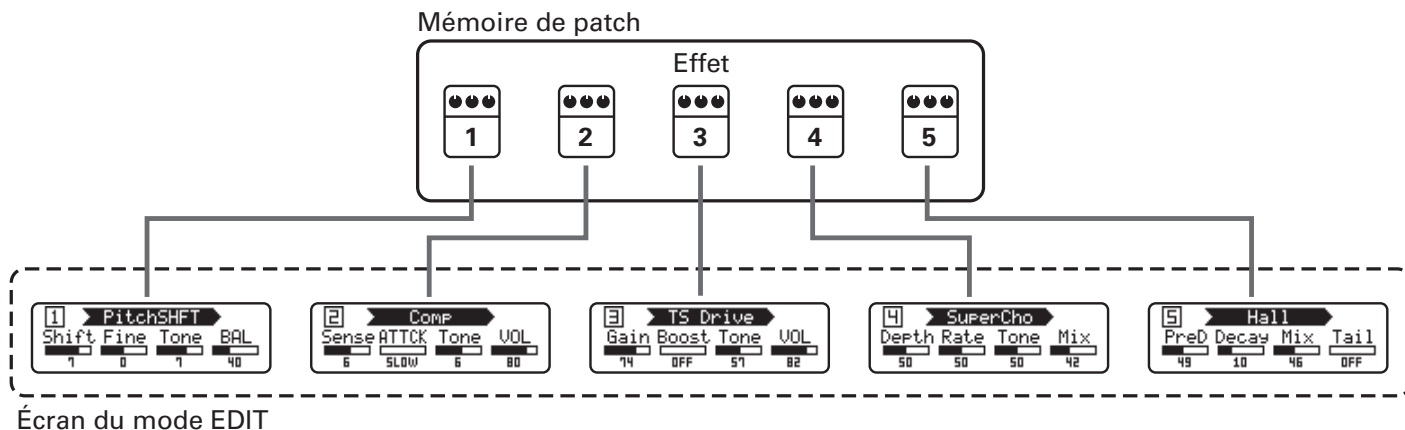 Mémoire de patch
Effet
1 2 3 4 5
1 PitchSHFT
Shift Fine Tone BAL
7 0 7 40
2 Comp
Sense ATTCK Tone VOL
6 SLOW 6 80
3 TS Drive
Gain Boost Tone VOL
74 OFF 57 82
4 SuperCho
Depth Rate Tone Mix
50 50 50 42
5 Hall
PreD Decay Mix Tail
49 10 46 OFF
Écran du mode EDIT